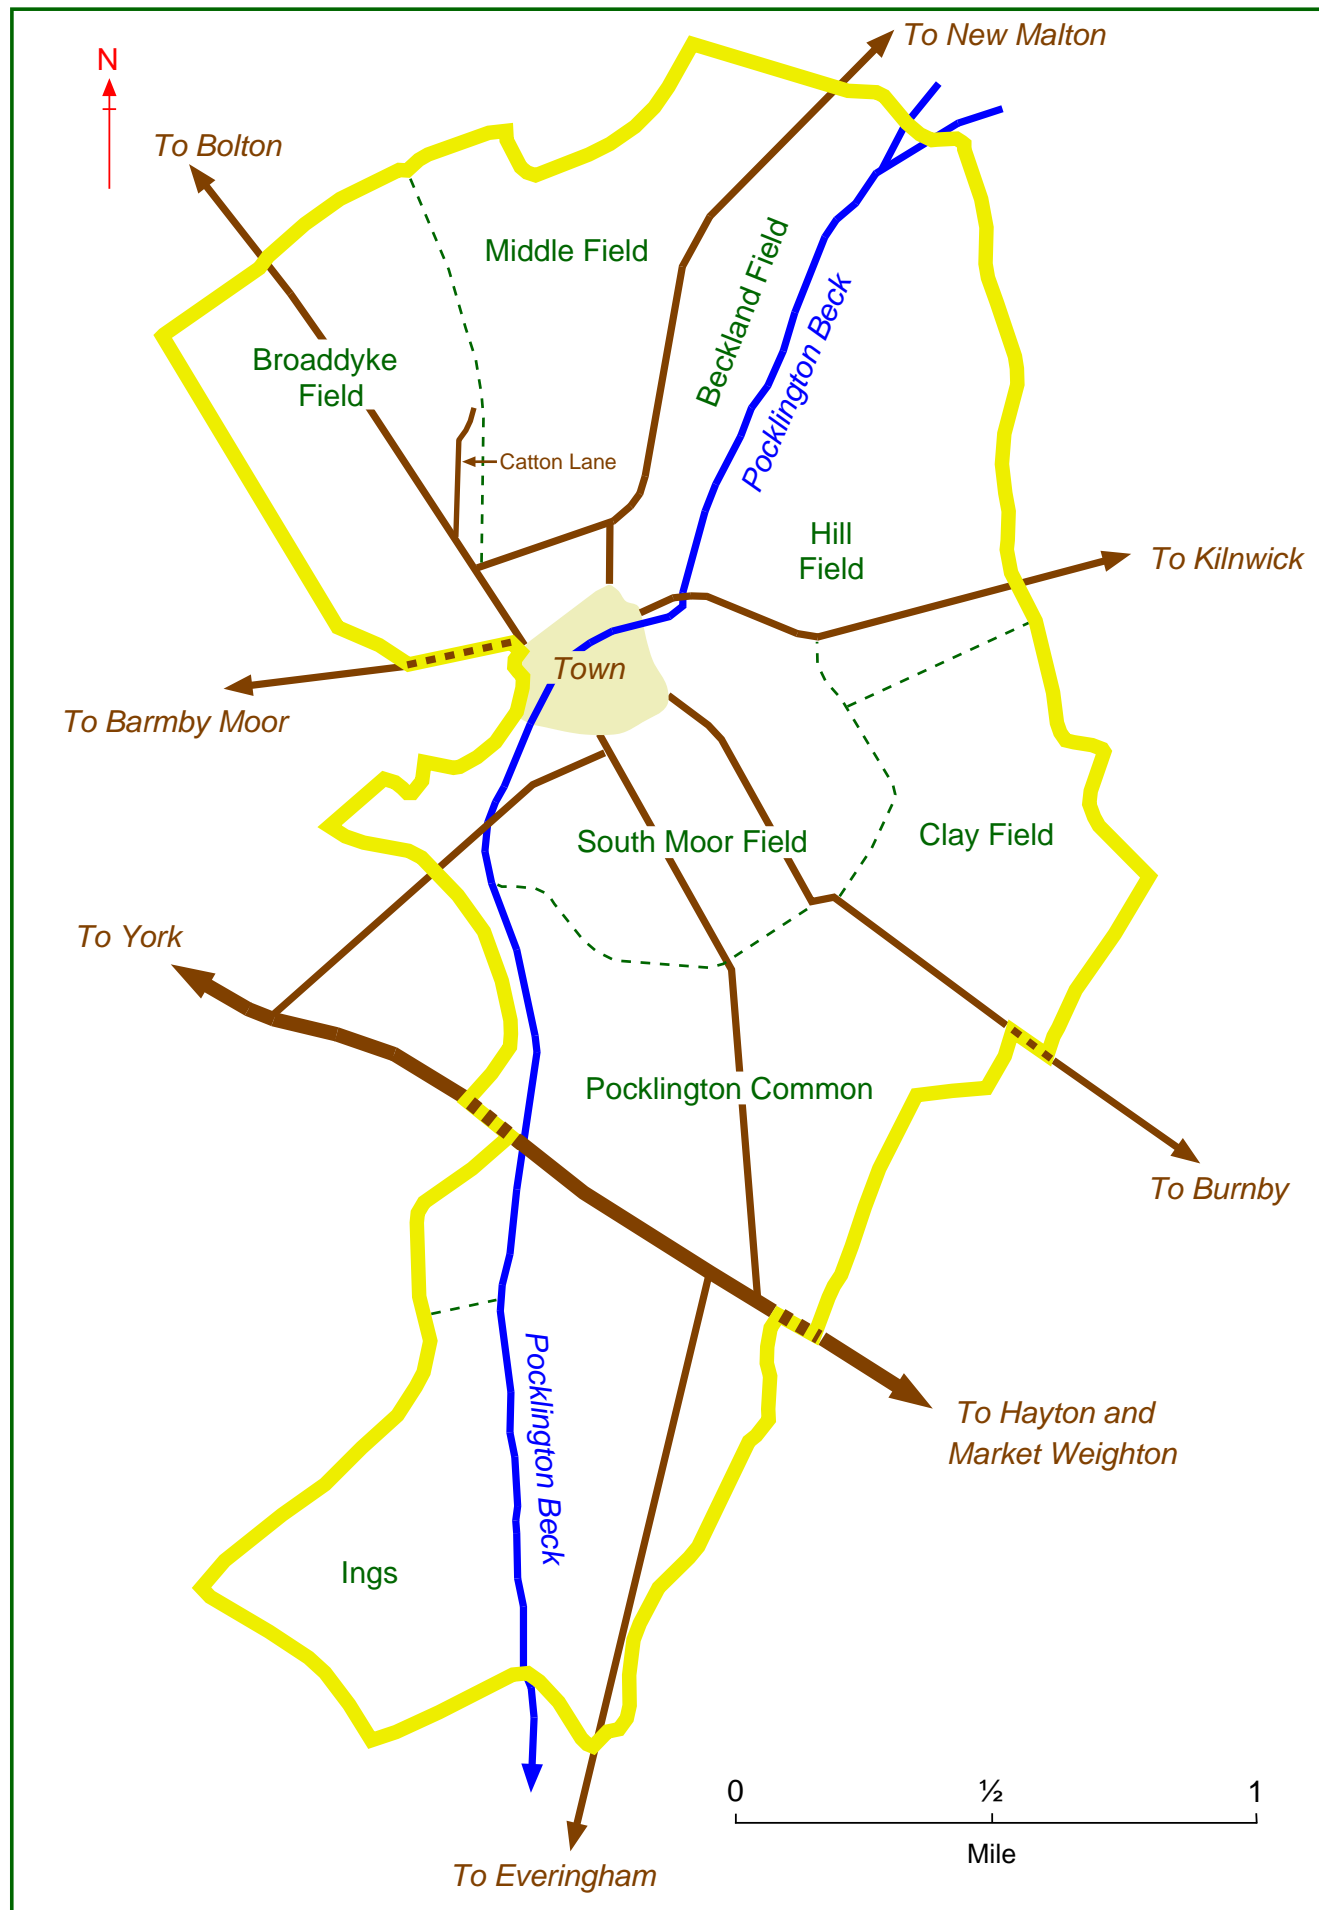 To New Malton
N
To Bolton
Middle Field
Beckland Field
Pocklington Beck
Broaddyke
Field
Catton Lane
Hill
Field
To Kilnwick
Town
To Barmby Moor
South Moor Field
Clay Field
To York
Pocklington Common
To Burnby
Pocklington Beck
To Hayton and
Market Weighton
Ings
0 ½ 1
Mile
To Everingham